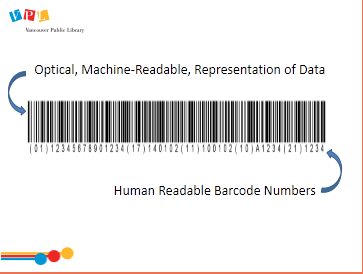 VPL
Vancouver Public Library
Optical, Machine-Readable, Representation of Data
(01)12345678901234(17)140102(11)100102(10)A1234(21)1234
Human Readable Barcode Numbers